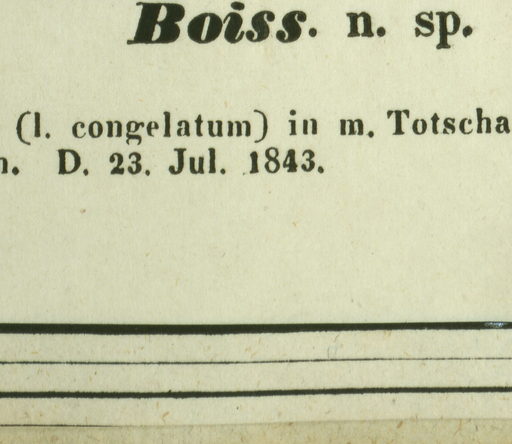 Boiss. n. sp.
(l. congelatum) in m. Totscha
D. 23. Jul. 1843.